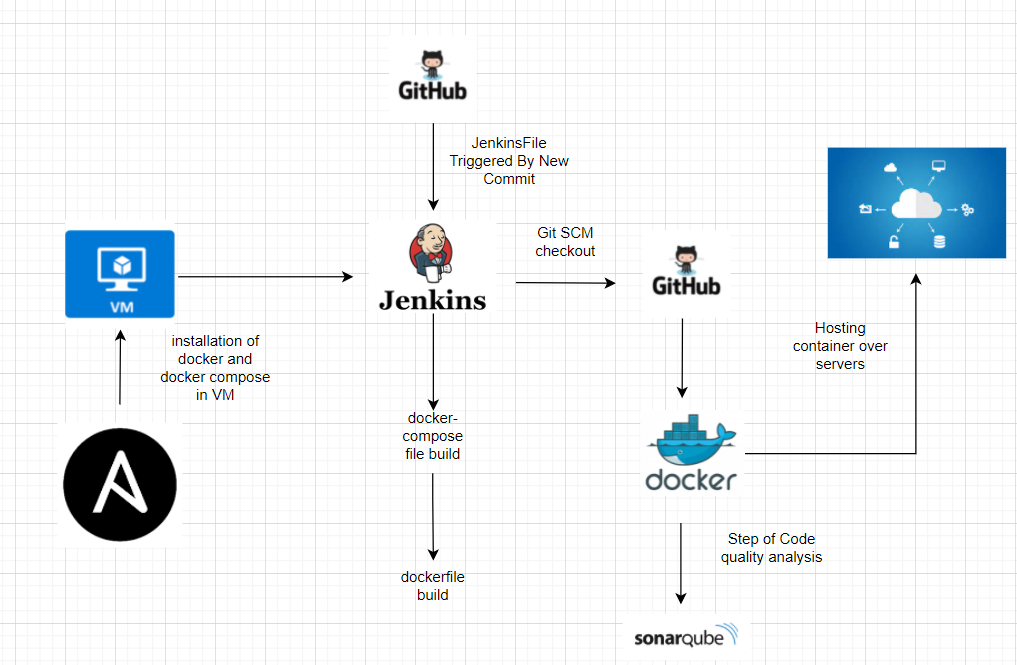 GitHub
JenkinsFile
Triggered By New
Commit
Git SCM
checkout
VM
Jenkins
GitHub
installation of
docker and
docker compose
in VM
Hosting
container over
servers
docker-
compose
file build
docker
Step of Code
quality analysis
dockerfile
build
sonarqube